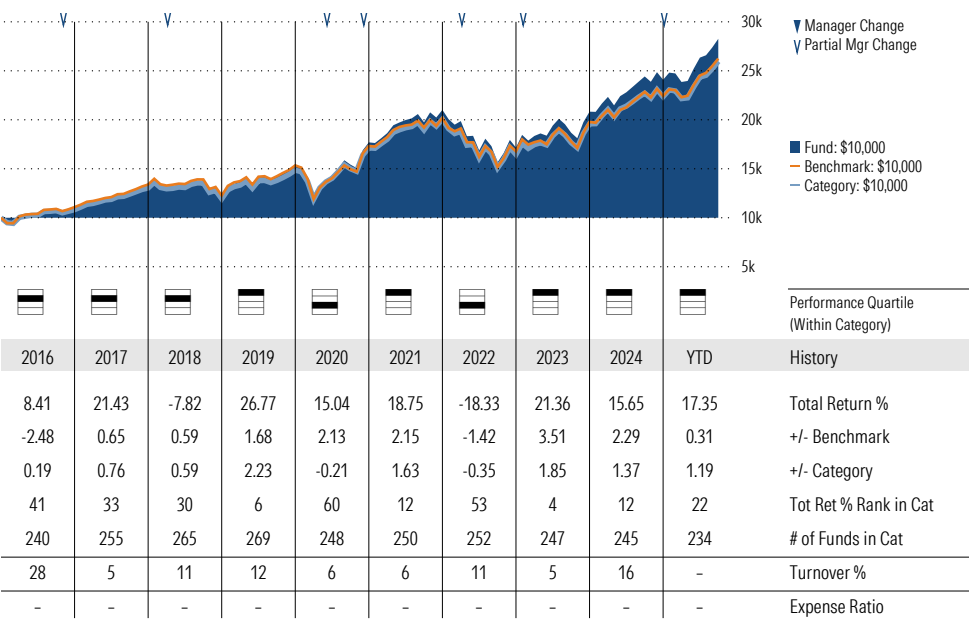 30k
25k
20k
15k
10k
5k
Manager Change
Partial Mgr Change
Fund: $10,000
Benchmark: $10,000
Category: $10,000
Performance Quartile
(Within Category)
2016 2017 2018 2019 2020 2021 2022 2023 2024 YTD History
8.41 21.43 -7.82 26.77 15.04 18.75 -18.33 21.36 15.65 17.35 Total Return %
-2.48 0.65 0.59 1.68 2.13 2.15 -1.42 3.51 2.29 0.31 +/- Benchmark
0.19 0.76 0.59 2.23 -0.21 1.63 -0.35 1.85 1.37 1.19 +/- Category
41 33 30 6 60 12 53 4 12 22 Tot Ret % Rank in Cat
240 255 265 269 248 250 252 247 245 234 # of Funds in Cat
28 5 11 12 6 6 11 5 16 – Turnover %
– – – – – – – – – – Expense Ratio